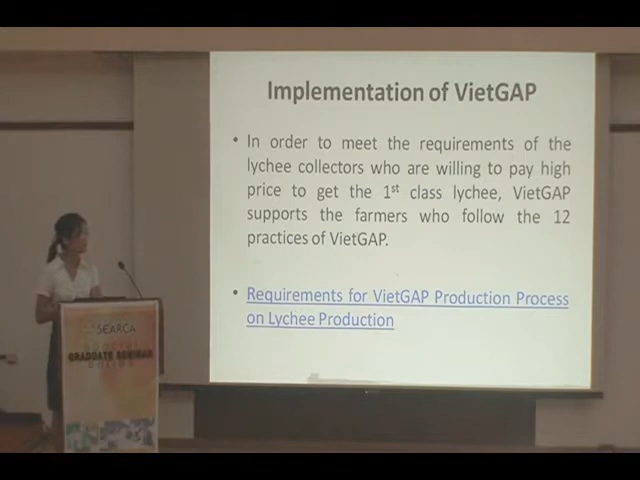 Implementation of VietGAP
• In order to meet the requirements of the
lychee collectors who are willing to pay high
price to get the 1st class lychee, VietGAP
supports the farmers who follow the 12
practices of VietGAP.
• Requirements for VietGAP Production Process
on Lychee Production
SEARCA
GRADUATE SEMINAR